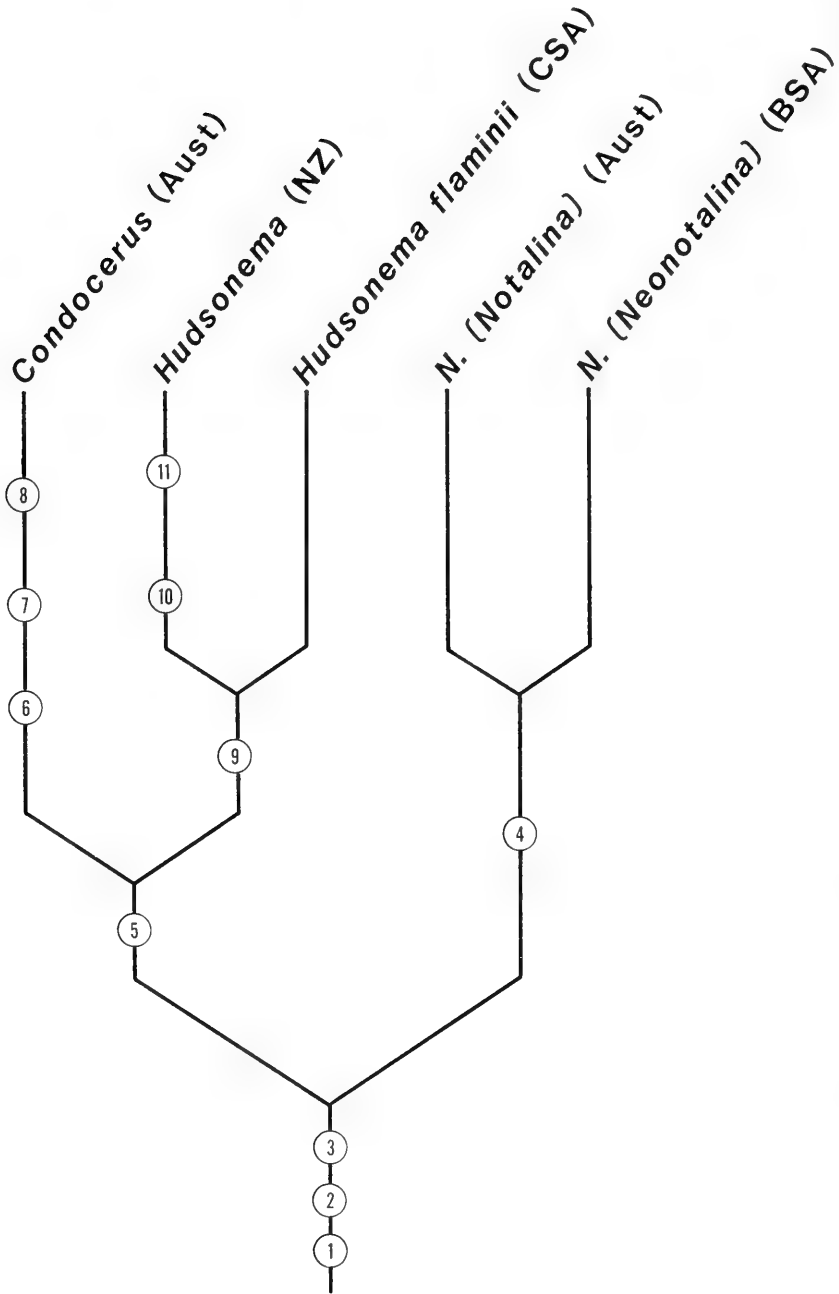 Condocerus (Aust)
Hudsonema (NZ)
Hudsonema flaminii (CSA)
N. (Notalina) (Aust)
N. (Neonotalina) (BSA)
11
8
10
7
6
9
4
5
3
2
1